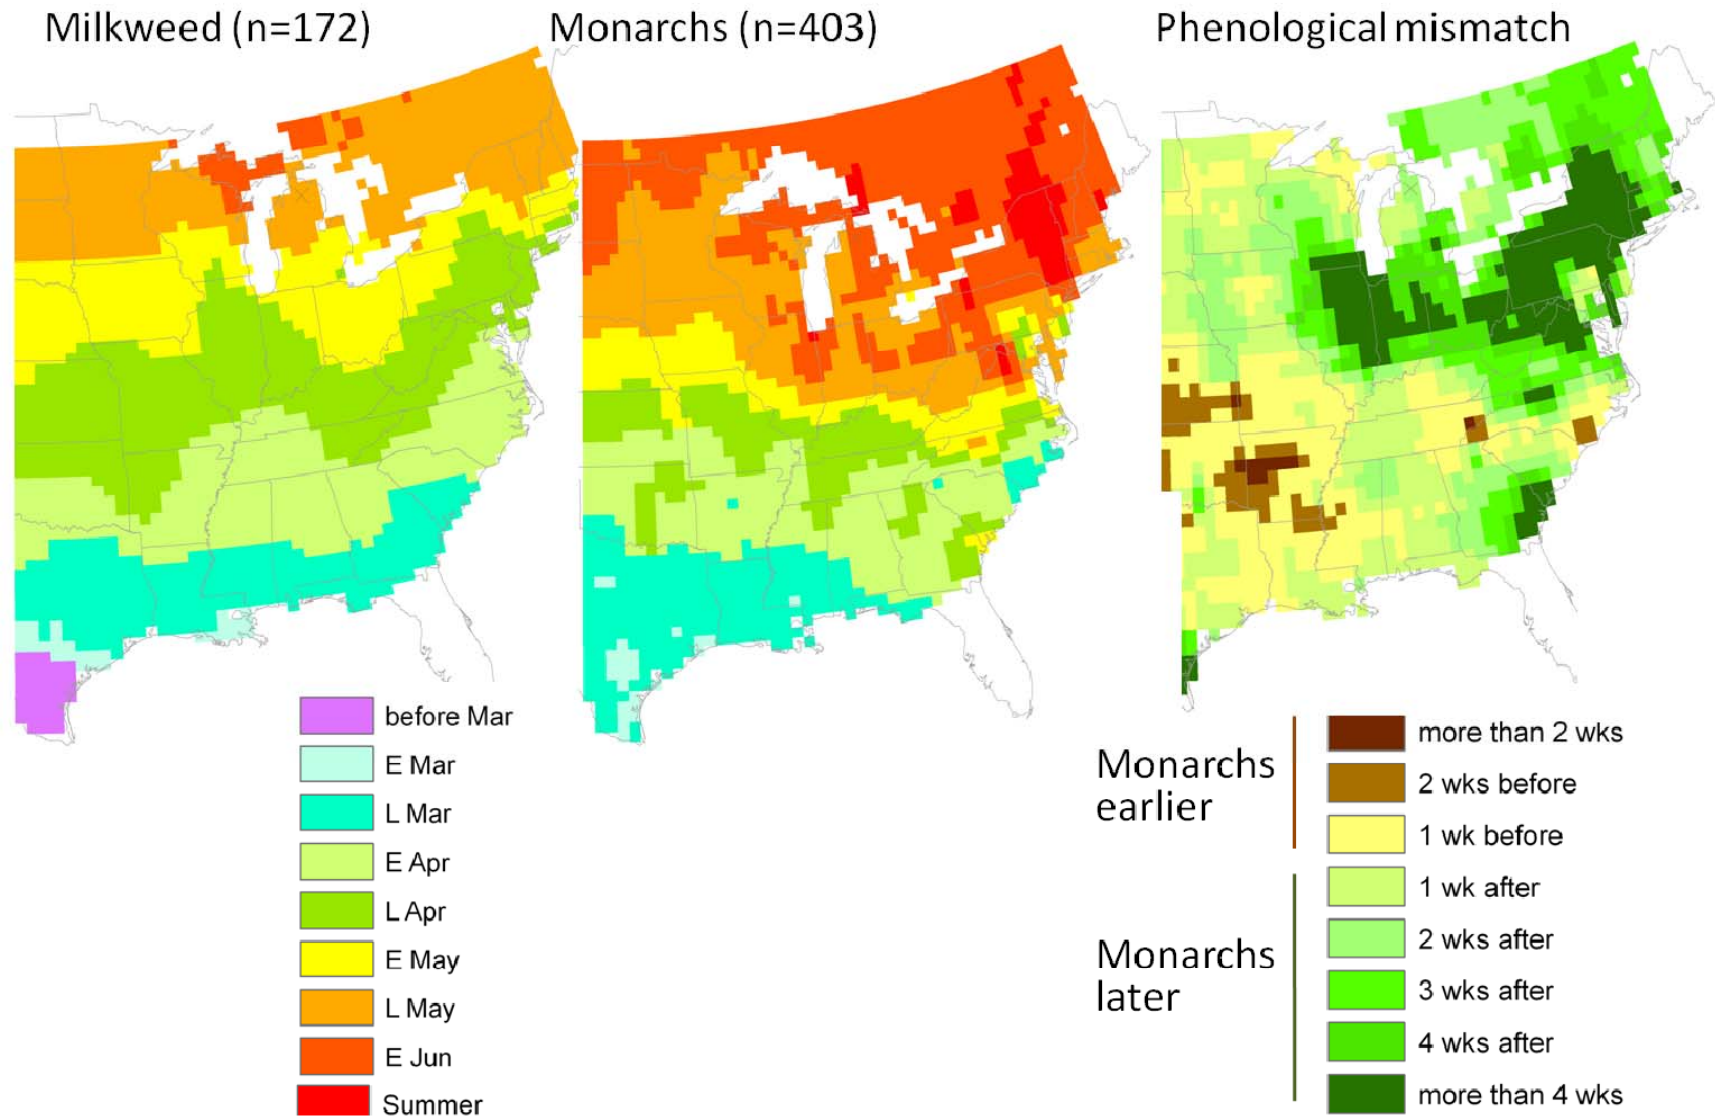 Milkweed (n=172)
Monarchs (n=403)
Phenological mismatch
before Mar
E Mar
L Mar
E Apr
L Apr
E May
L May
E Jun
Summer
Monarchs
earlier
more than 2 wks
2 wks before
1 wk before
Monarchs
later
1 wk after
2 wks after
3 wks after
4 wks after
more than 4 wks